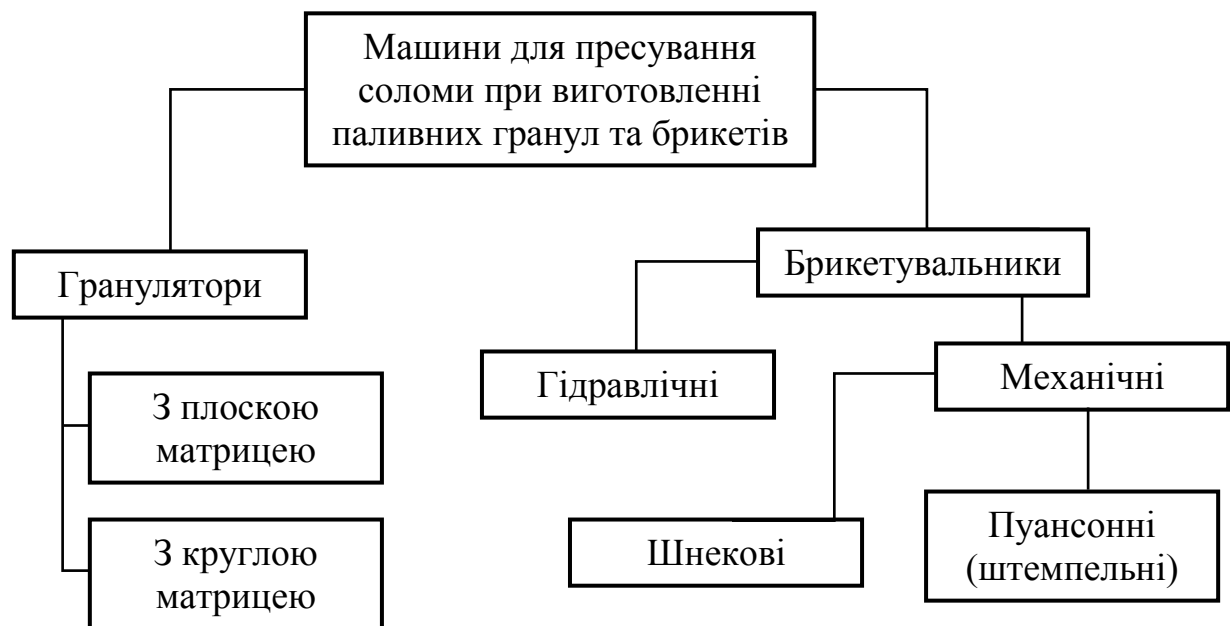 Машини для пресування
соломи при виготовленні
паливних гранул та брикетів
Гранулятори
Брикетувальники
Гідравлічні
Механічні
З плоскою
матрицею
З круглою
матрицею
Шнекові
Пуансонні
(штемпельні)